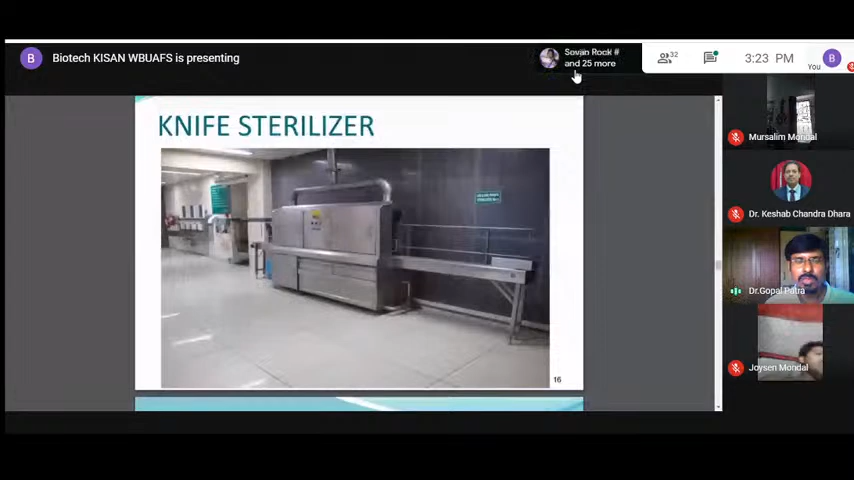 B
Biotech KISAN WBUAFS is presenting
Sovan Rock #
and 25 more
32
3:23 PM
You
B
KNIFE STERILIZER
16
Mursalim Mondal
Dr. Keshab Chandra Dhara
Dr.Gopal Patra
Joysen Mondal